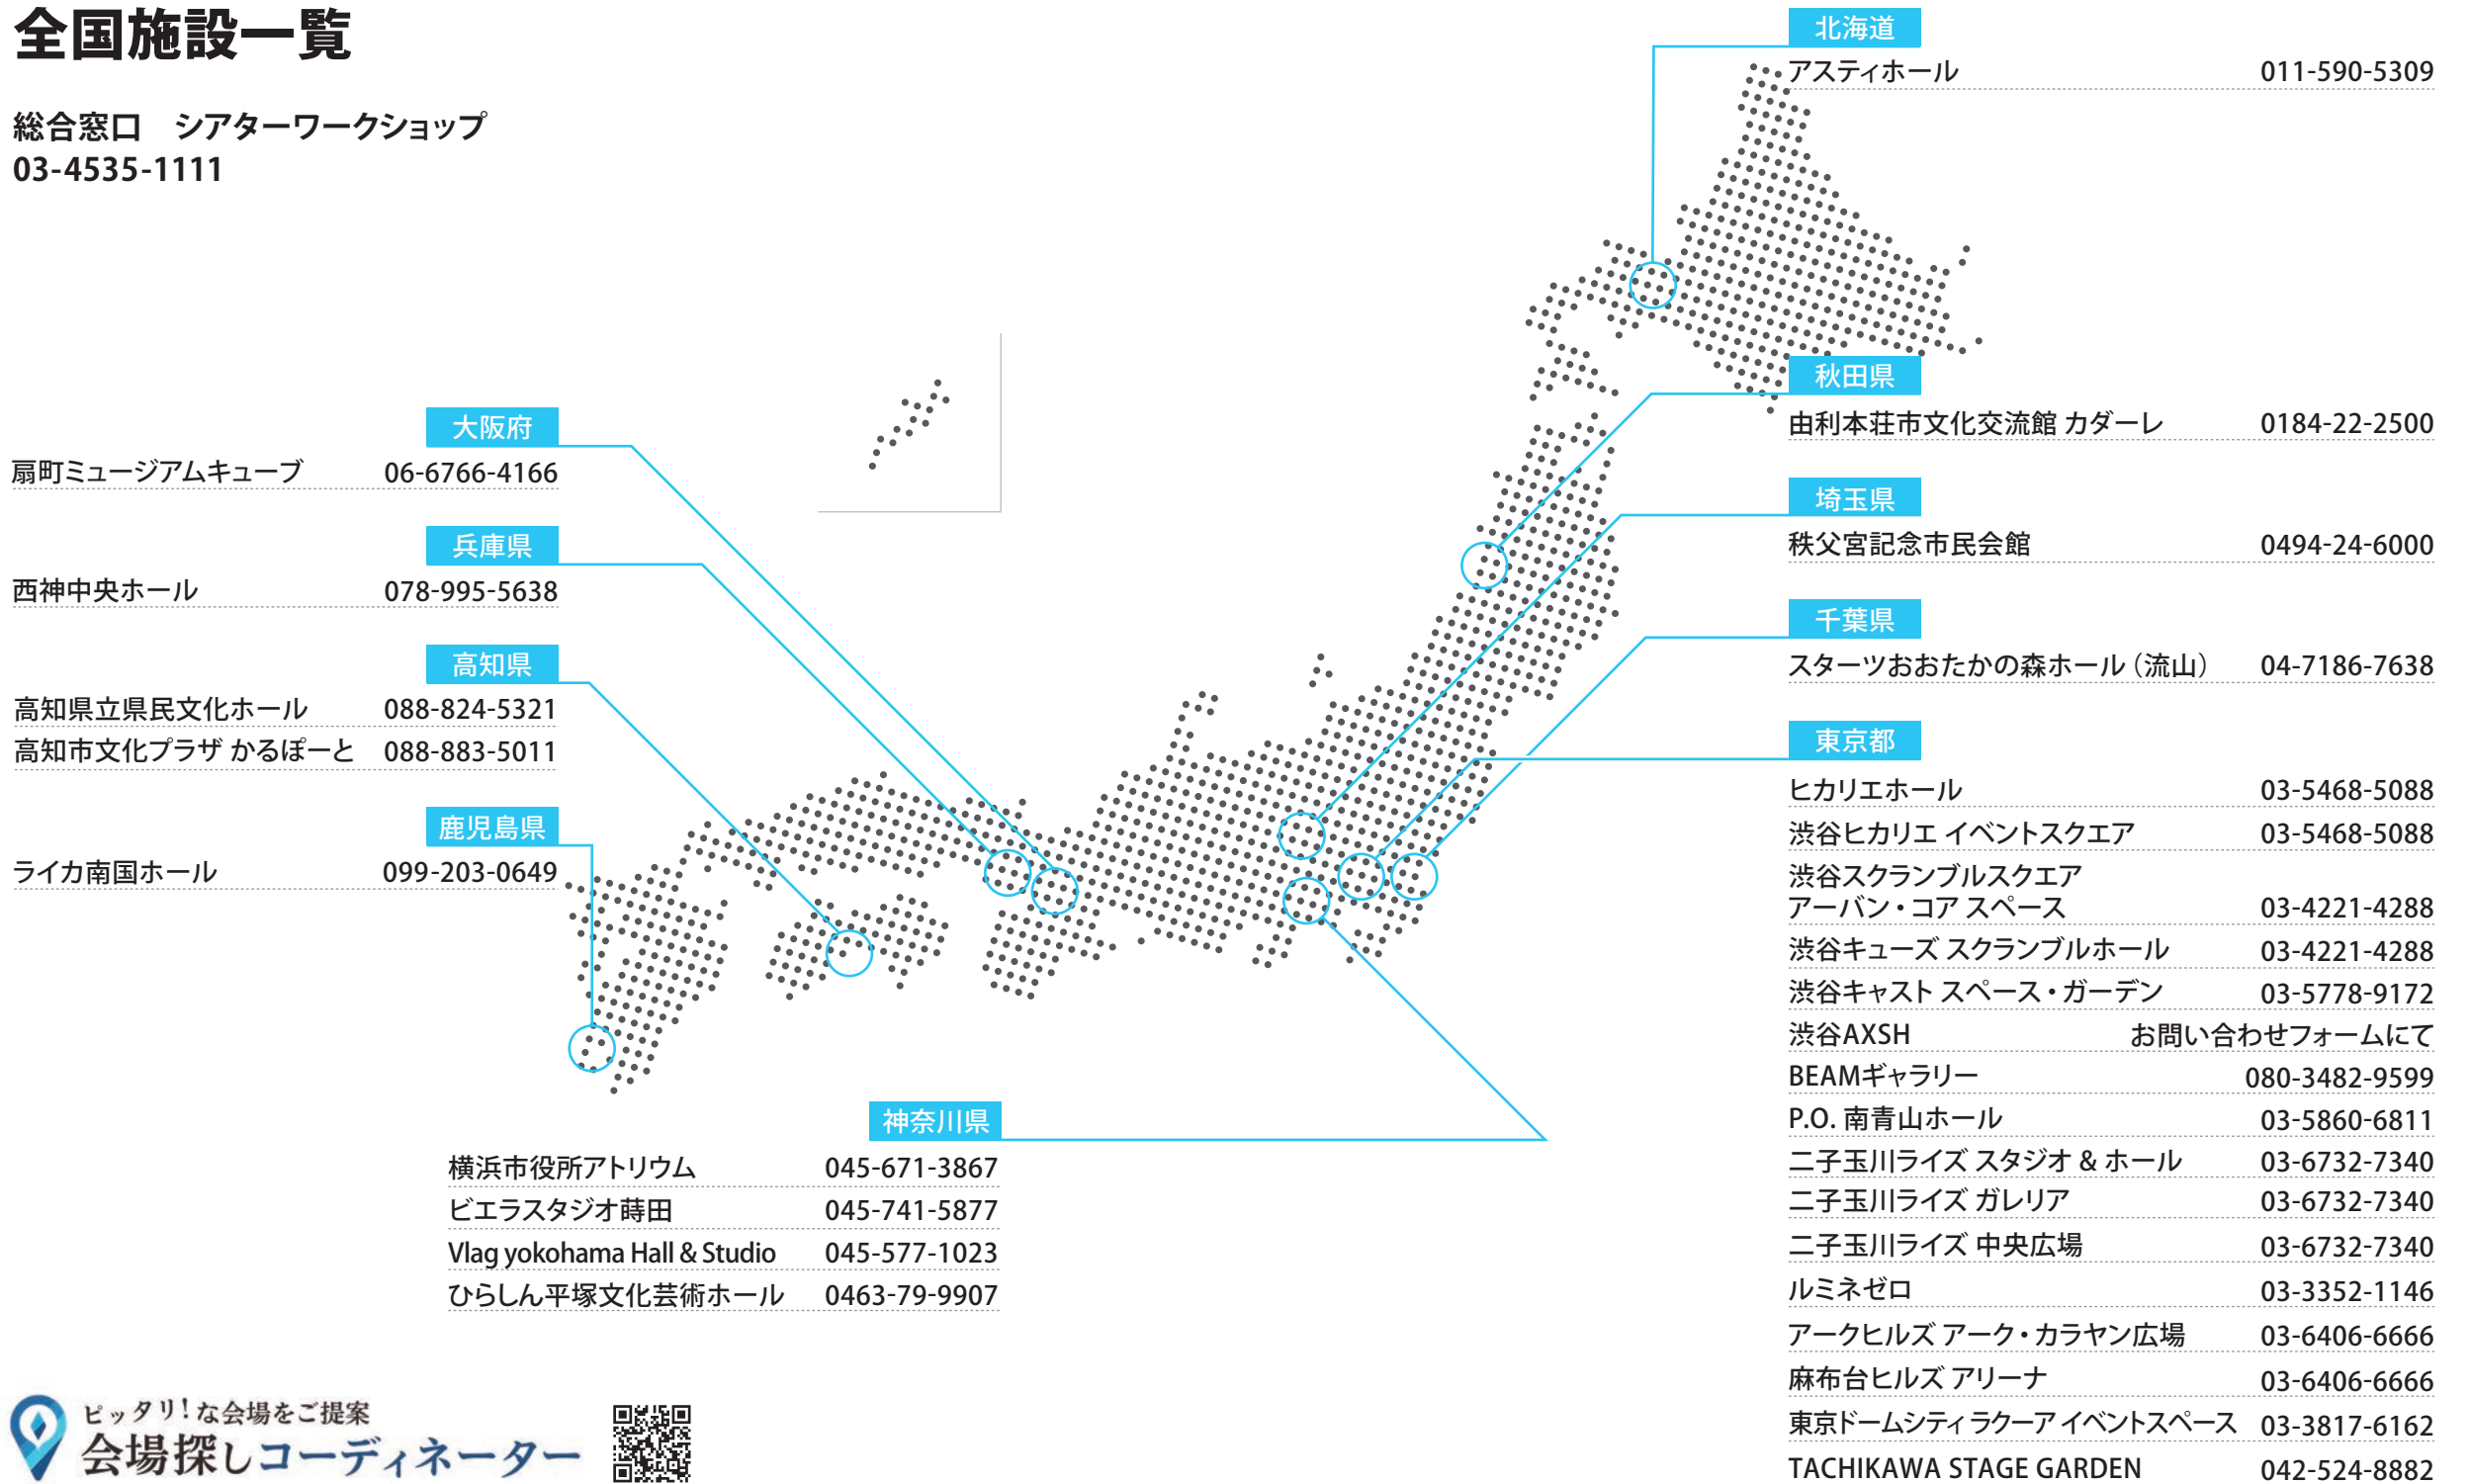 全国施設一覧
総合窓口　シアターワークショップ
03-4535-1111
北海道
アスティホール 011-590-5309
秋田県
由利本荘市文化交流館 カダーレ 0184-22-2500
埼玉県
秩父宮記念市民会館 0494-24-6000
千葉県
スターツおおたかの森ホール（流山） 04-7186-7638
東京都
ヒカリエホール 03-5468-5088
渋谷ヒカリエ イベントスクエア 03-5468-5088
渋谷スクランブルスクエア
アーバン・コア スペース 03-4221-4288
渋谷キューズ スクランブルホール 03-4221-4288
渋谷キャスト スペース・ガーデン 03-5778-9172
渋谷AXSH お問い合わせフォームにて
BEAMギャラリー 080-3482-9599
P.O. 南青山ホール 03-5860-6811
二子玉川ライズ スタジオ & ホール 03-6732-7340
二子玉川ライズ ガレリア 03-6732-7340
二子玉川ライズ 中央広場 03-6732-7340
ルミネゼロ 03-3352-1146
アークヒルズ アーク・カラヤン広場 03-6406-6666
麻布台ヒルズ アリーナ 03-6406-6666
東京ドームシティ ラクーア イベントスペース 03-3817-6162
TACHIKAWA STAGE GARDEN 042-524-8882
大阪府
扇町ミュージアムキューブ 06-6766-4166
兵庫県
西神中央ホール 078-995-5638
高知県
高知県立県民文化ホール 088-824-5321
高知市文化プラザ かるぽーと 088-883-5011
鹿児島県
ライカ南国ホール 099-203-0649
神奈川県
横浜市役所アトリウム 045-671-3867
ビエラスタジオ蒔田 045-741-5877
Vlag yokohama Hall & Studio 045-577-1023
ひらしん平塚文化芸術ホール 0463-79-9907
ピッタリ!な会場をご提案
会場探しコーディネーター